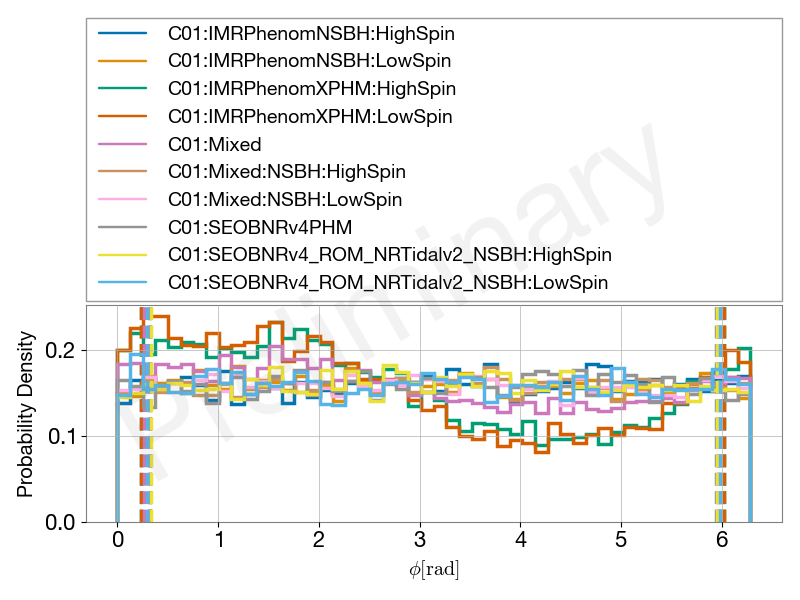 C01:IMRPhenomNSBH:HighSpin
C01:IMRPhenomNSBH:LowSpin
C01:IMRPhenomXPHM:HighSpin
C01:IMRPhenomXPHM:LowSpin
C01:Mixed
C01:Mixed:NSBH:HighSpin
C01:Mixed:NSBH:LowSpin
C01:SEOBNRv4PHM
C01:SEOBNRv4_ROM_NRTidalv2_NSBH:HighSpin
C01:SEOBNRv4_ROM_NRTidalv2_NSBH:LowSpin
Preliminary
Probability Density
0.2
0.1
0.0
0 1 2 3 4 5 6
ϕ[rad]